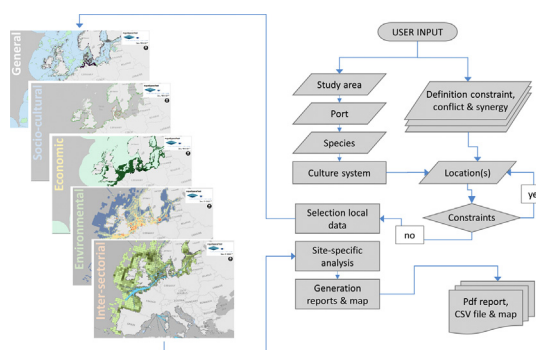 General
Socio-cultural
Economic
Environmental
Inter-sectorial
USER INPUT
Study area
Port
Species
Culture system
Definition constraint,
conflict & synergy
Location(s)
Constraints
ye
no
Selection local
data
Site-specific
analysis
Generation
reports & map
Pdf report,
CSV file & map